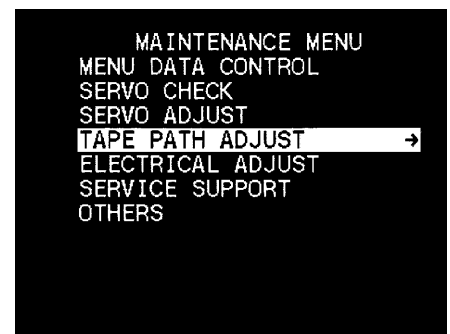 MAINTENANCE MENU
MENU DATA CONTROL
SERVO CHECK
SERVO ADJUST
TAPE PATH ADJUST →
ELECTRICAL ADJUST
SERVICE SUPPORT
OTHERS